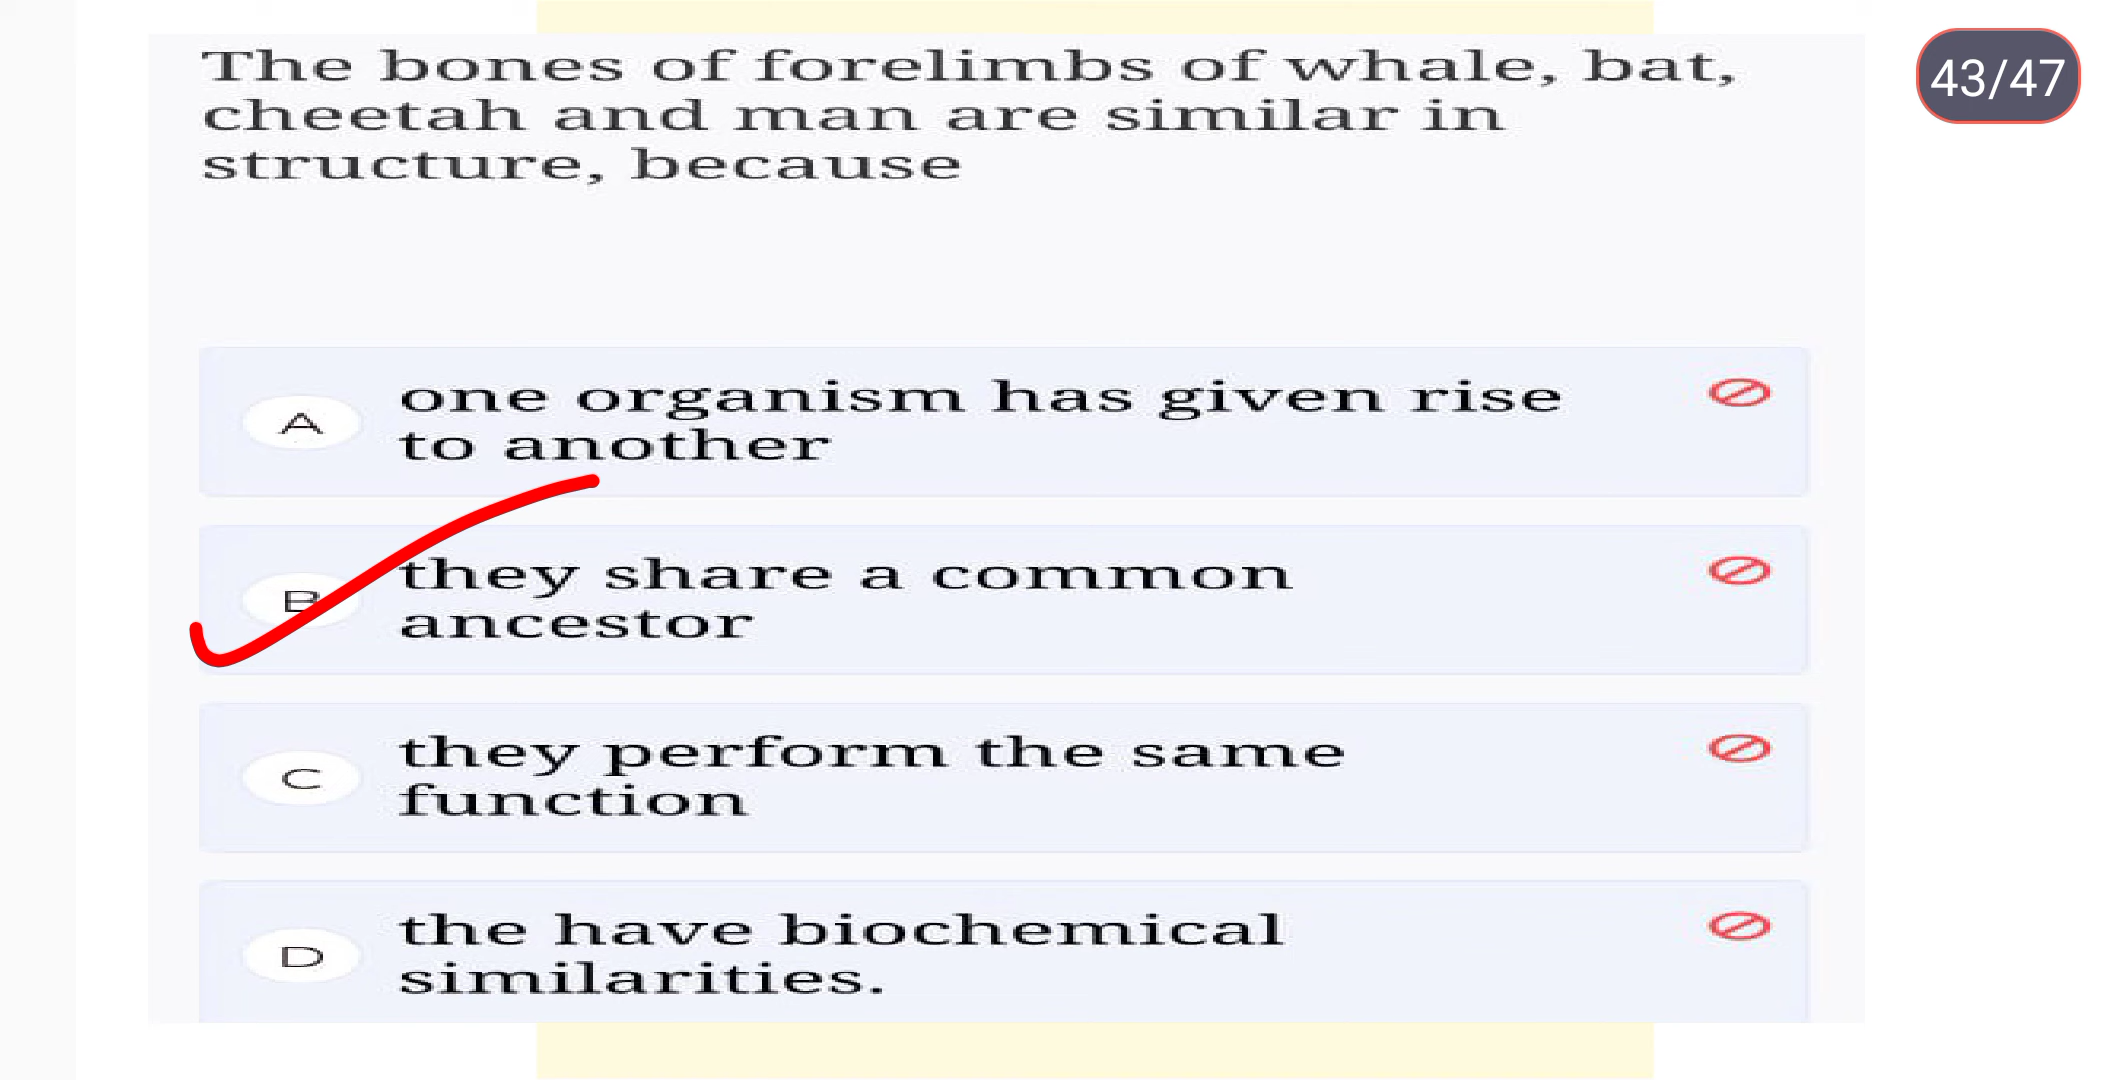 The bones of forelimbs of whale, bat,
cheetah and man are similar in
structure, because
43/47
A
one organism has given rise
to another
B
they share a common
ancestor
C
they perform the same
function
D
the have biochemical
similarities.